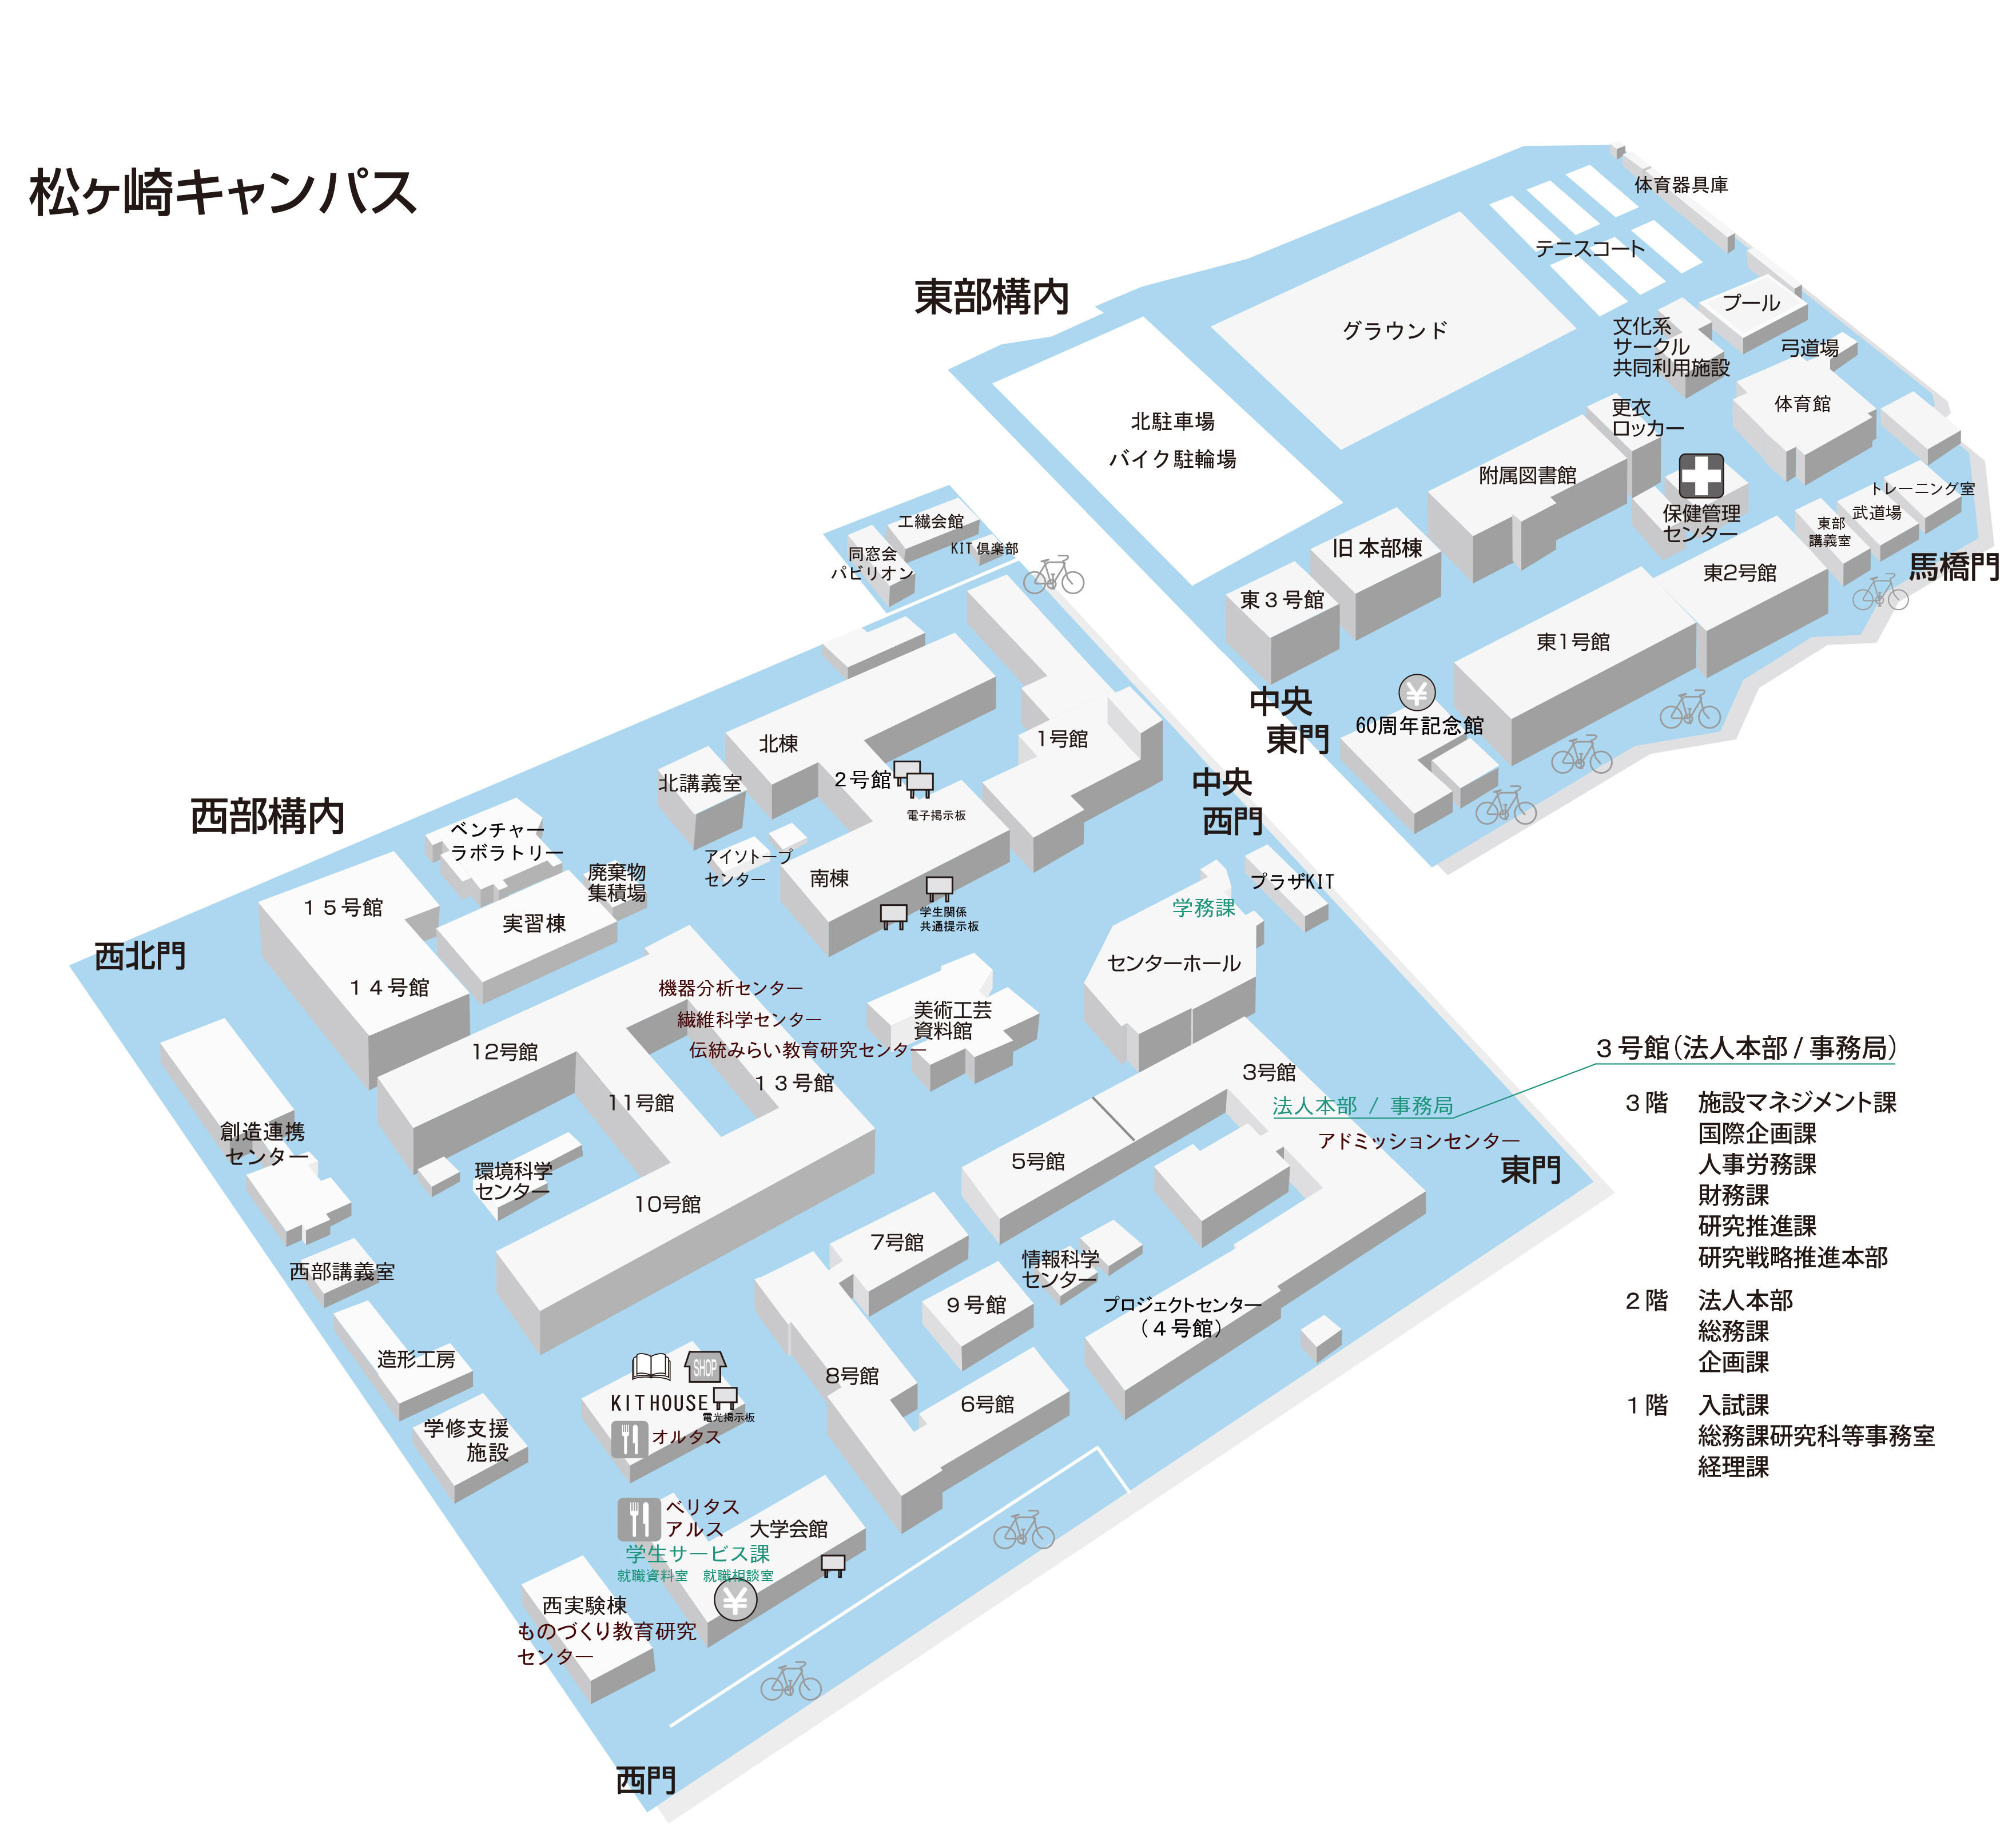 松ヶ崎キャンパス
東部構内
体育器具庫
テニスコート
グラウンド
プール
文化系
サークル
共同利用施設
弓道場
体育館
更衣
ロッカー
北駐車場
バイク駐輪場
附属図書館
保健管理
センター
トレーニング室
武道場
東部
講義室
馬橋門
旧本部棟
東3号館
東2号館
東1号館
60周年記念館
中央
東門
中央
西門
工繊会館
KIT 倶楽部
同窓会
パビリオン
西部構内
1号館
北棟
2号館
電子掲示板
北講義室
アイソトープ
センター
南棟
学生関係
共通提示板
ベンチャー
ラボラトリー
廃棄物
集積場
実習棟
15号館
14号館
西北門
プラザKIT
学務課
センターホール
機器分析センター
繊維科学センター
伝統みらい教育研究センター
13号館
美術工芸
資料館
12号館
11号館
創造連携
センター
環境科学
センター
10号館
3号館
法人本部 / 事務局
アドミッションセンター
東門
5号館
7号館
9号館
情報科学
センター
プロジェクトセンター
(4号館)
西部講義室
造形工房
学修支援
施設
8号館
6号館
SHOP
KIT HOUSE
電光掲示板
オルタス
ベリタス
アルス
大学会館
学生サービス課
就職資料室 就職相談室
¥
西実験棟
ものづくり教育研究
センター
西門
3号館(法人本部 / 事務局)
3階 施設マネジメント課
国際企画課
人事労務課
財務課
研究推進課
研究戦略推進本部
2階 法人本部
総務課
企画課
1階 入試課
総務課研究科等事務室
経理課